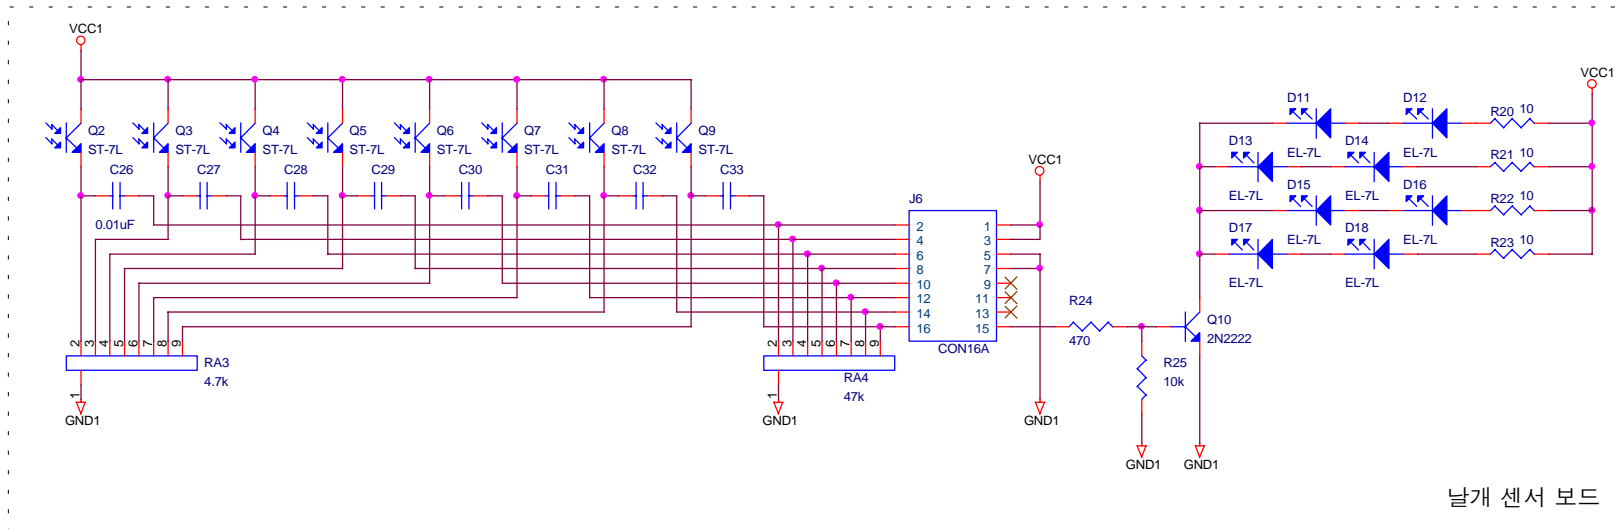 VCC1
VCC1
D11
D12
R20 10
Q2
Q3
Q4
Q5
Q6
Q7
Q8
Q9
ST-7L
ST-7L
ST-7L
ST-7L
ST-7L
ST-7L
ST-7L
ST-7L
D13
EL-7L
D14
EL-7L
R21 10
VCC1
C26
C27
C28
C29
C30
C31
C32
C33
0.01uF
EL-7L
D15
EL-7L
D16
R22 10
J6
2
1
4
3
6
5
8
7
10
9
12
11
14
13
16
15
CON16A
D17
EL-7L
D18
EL-7L
R23 10
EL-7L
EL-7L
R24
470
Q10
2N2222
R25
10k
2 3 4 5 6 7 8 9
RA3
4.7k
1
GND1
2 3 4 5 6 7 8 9
RA4
47k
1
GND1
GND1
GND1
GND1
날개 센서 보드